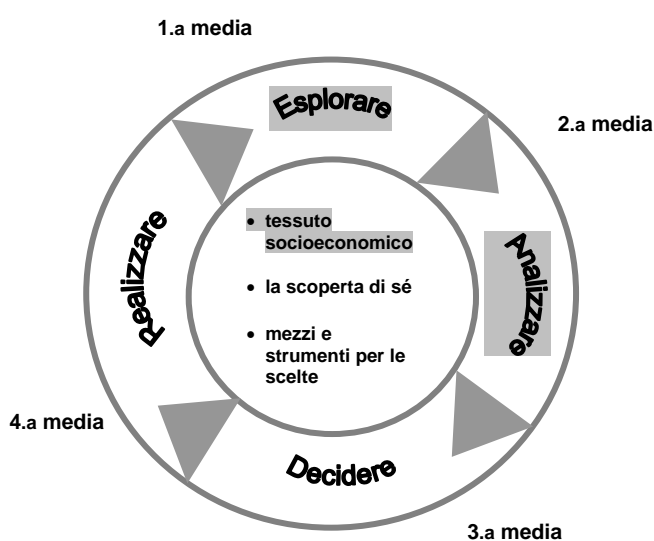 1.a media
Esplorare
2.a media
Analizzare
• tessuto
socioeconomico
• la scoperta di sé
• mezzi e
strumenti per le
scelte
Realizzare
4.a media
Decidere
3.a media